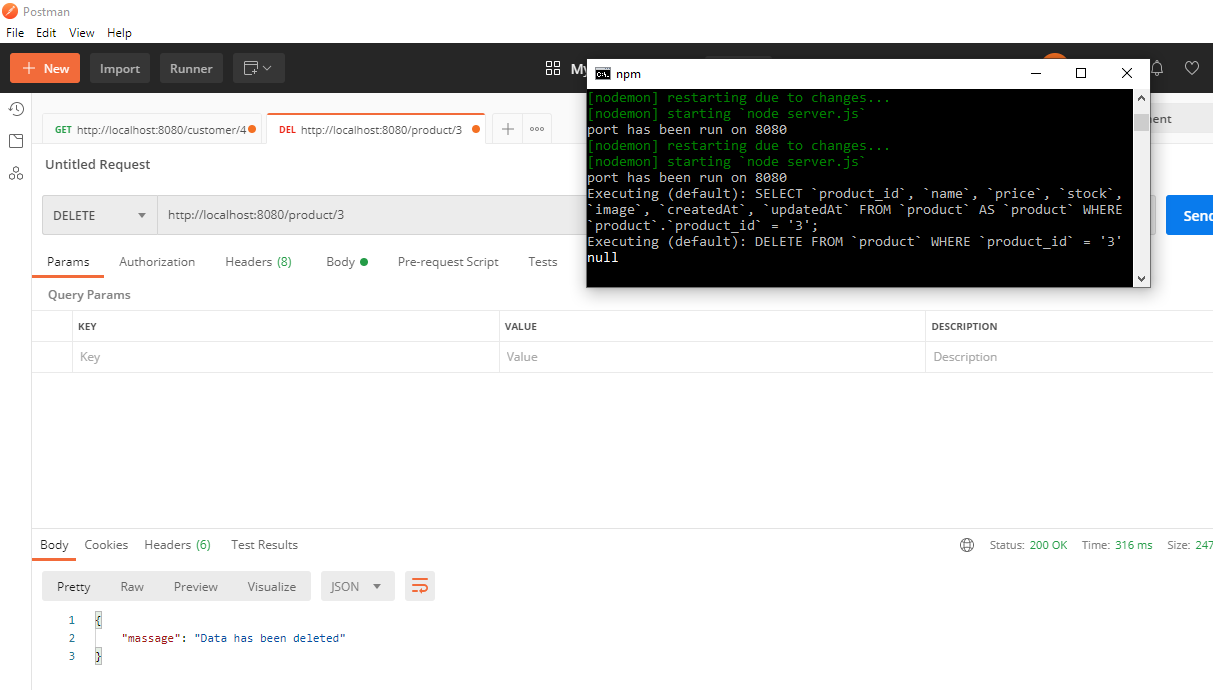 Postman
File Edit View Help
New Import Runner My
npm
[nodemon] restarting due to changes...
[nodemon] starting `node server.js`
port has been run on 8080
[nodemon] restarting due to changes...
[nodemon] starting `node server.js`
port has been run on 8080
Executing (default): SELECT `product_id`, `name`, `price`, `stock`,
`image`, `createdAt`, `updatedAt` FROM `product` AS `product` WHERE
`product`.`product_id` = '3';
Executing (default): DELETE FROM `product` WHERE `product_id` = '3'
null
GET http://localhost:8080/customer/4 DEL http://localhost:8080/product/3
Untitled Request
DELETE http://localhost:8080/product/3 Send
Params Authorization Headers (8) Body Pre-request Script Tests
Query Params
KEY VALUE DESCRIPTION
Key Value Description
Body Cookies Headers (6) Test Results Status: 200 OK Time: 316 ms Size: 247
Pretty Raw Preview Visualize JSON
1 {
2 "massage": "Data has been deleted"
3 }